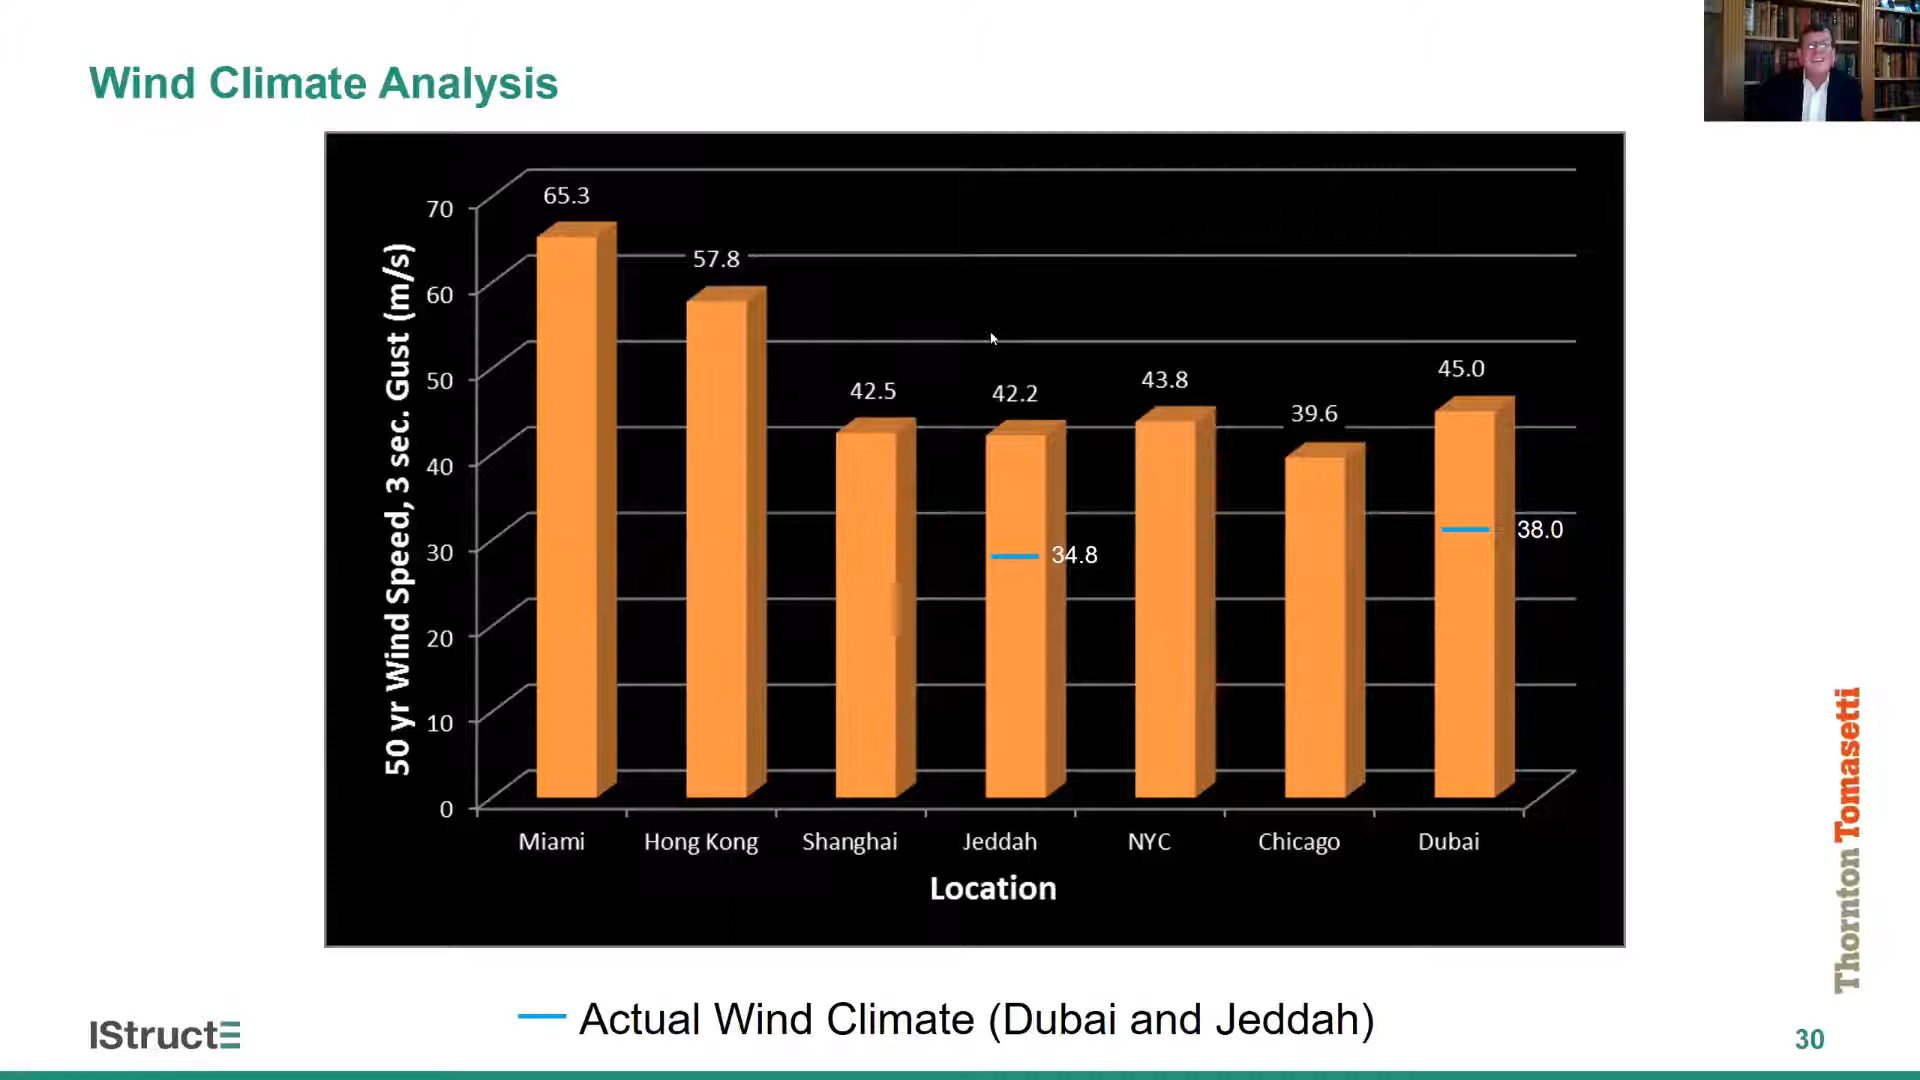 Wind Climate Analysis
50 yr Wind Speed, 3 sec. Gust (m/s)
70
60
50
40
30
20
10
0
65.3
57.8
42.5
42.2
43.8
39.6
45.0
34.8
38.0
Miami
Hong Kong
Shanghai
Jeddah
NYC
Chicago
Dubai
Location
Actual Wind Climate (Dubai and Jeddah)
Thornton Tomasetti
IStructE
30